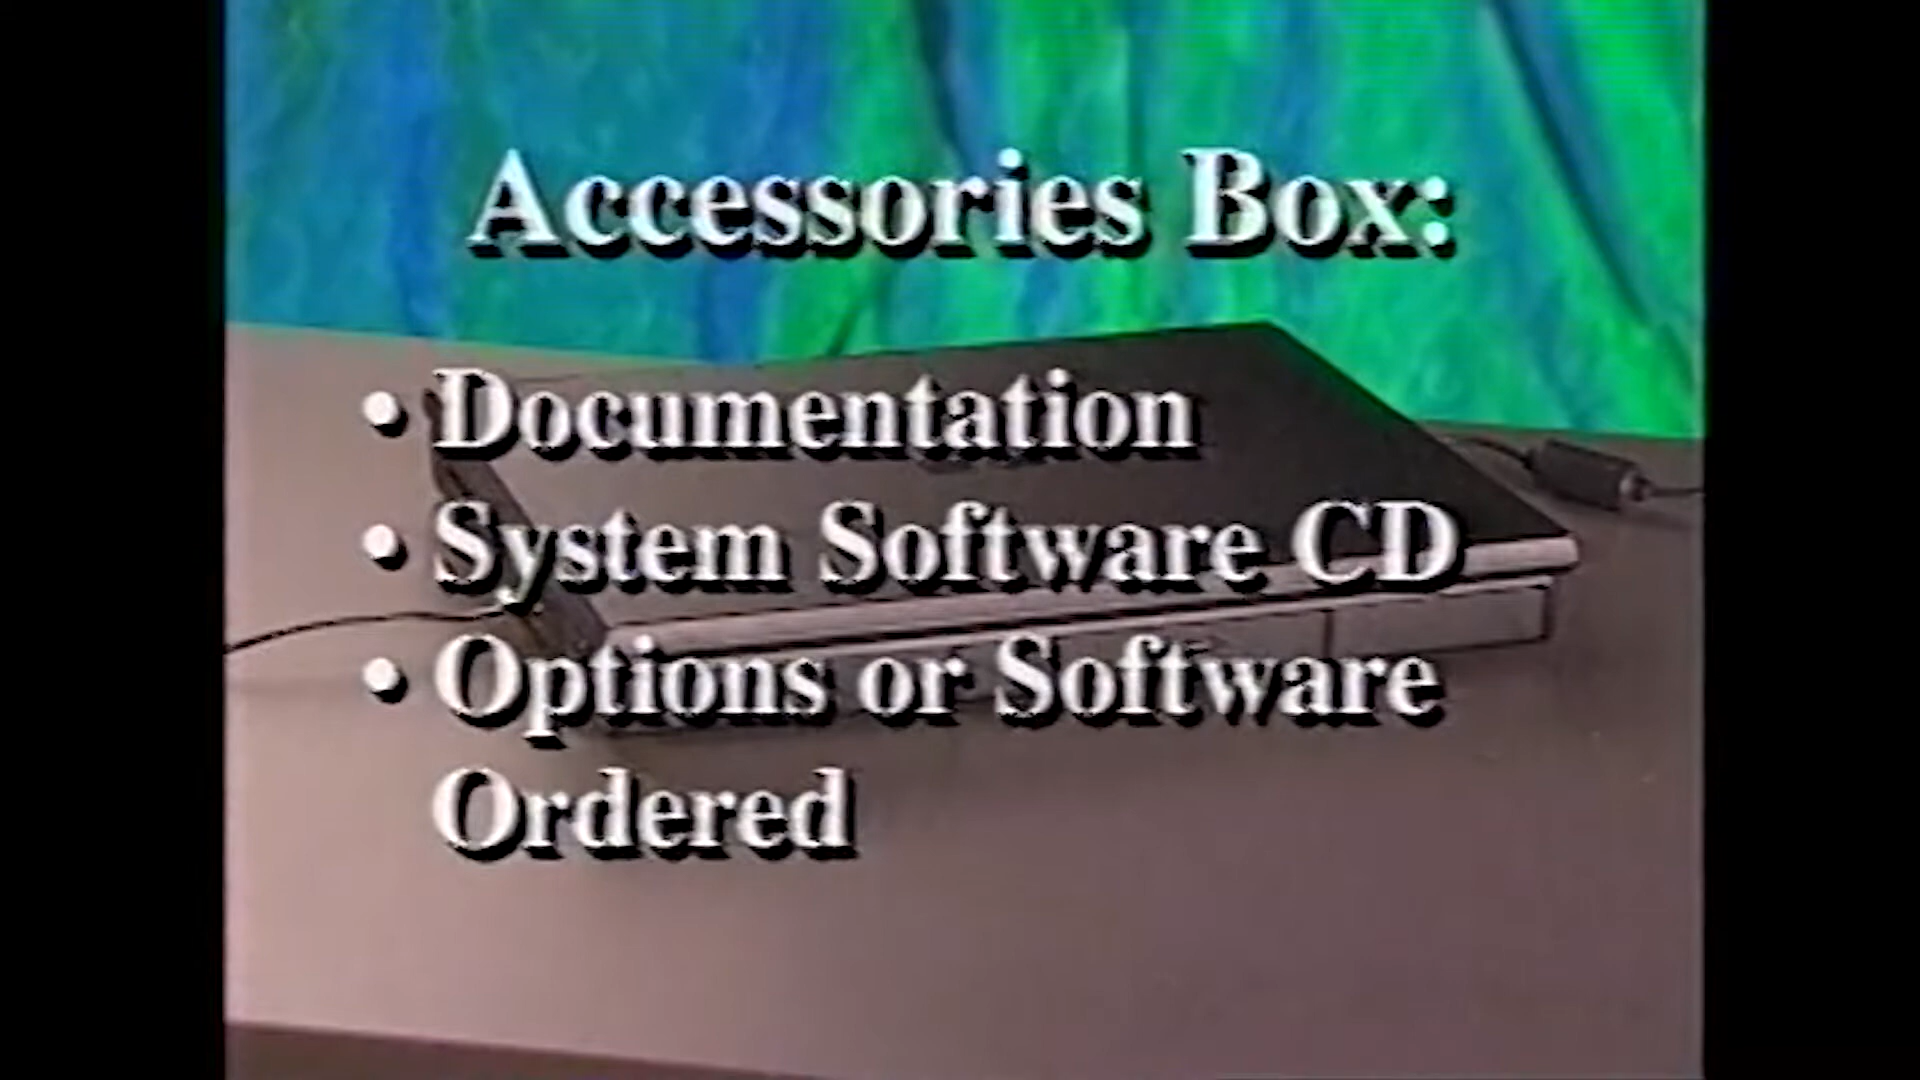 Accessories Box:
• Documentation
• System Software CD
• Options or Software
Ordered